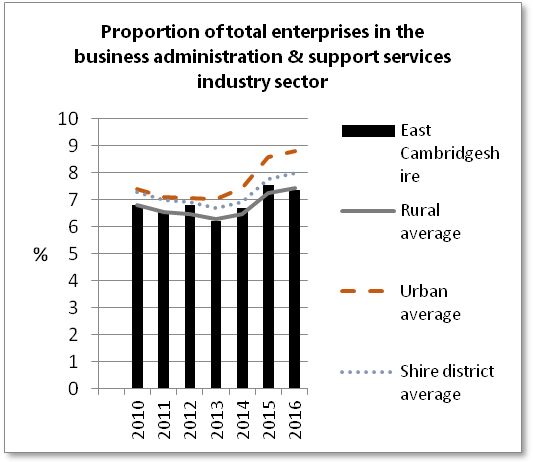 Proportion of total enterprises in the
business administration & support services
industry sector
10
9
8
7
6
5
4
3
2
1
0
%
2010
2011
2012
2013
2014
2015
2016
East
Cambridgesh
ire
Rural
average
Urban
average
Shire district
average